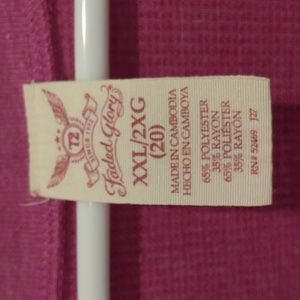 72
Faded Glory
XXL/2XG
(20)
MADE IN CAMBODIA
HECHO EN CAMBOYA
65% POLYESTER
35% RAYON
65% POLIÉSTER
35% RAYÓN
RN# 52469 127